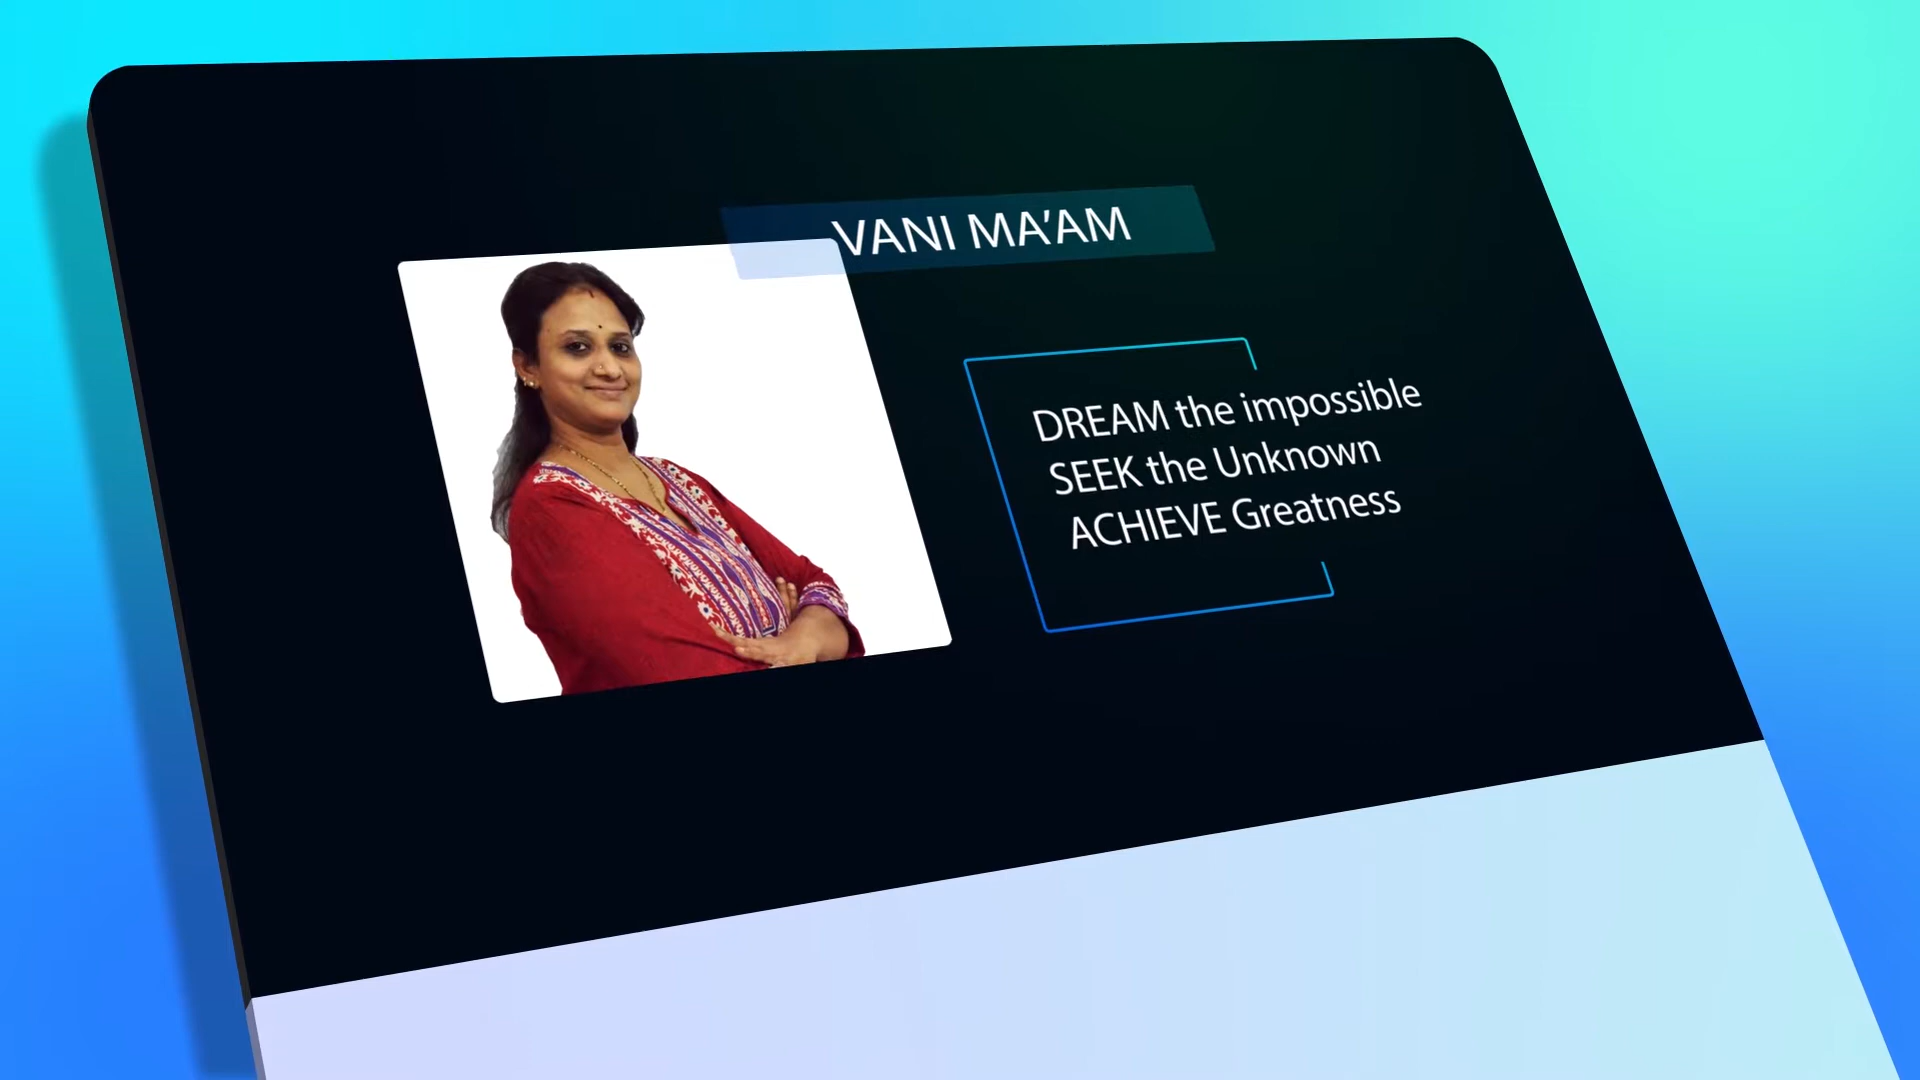 VANI MA’AM
DREAM the impossible
SEEK the Unknown
ACHIEVE Greatness